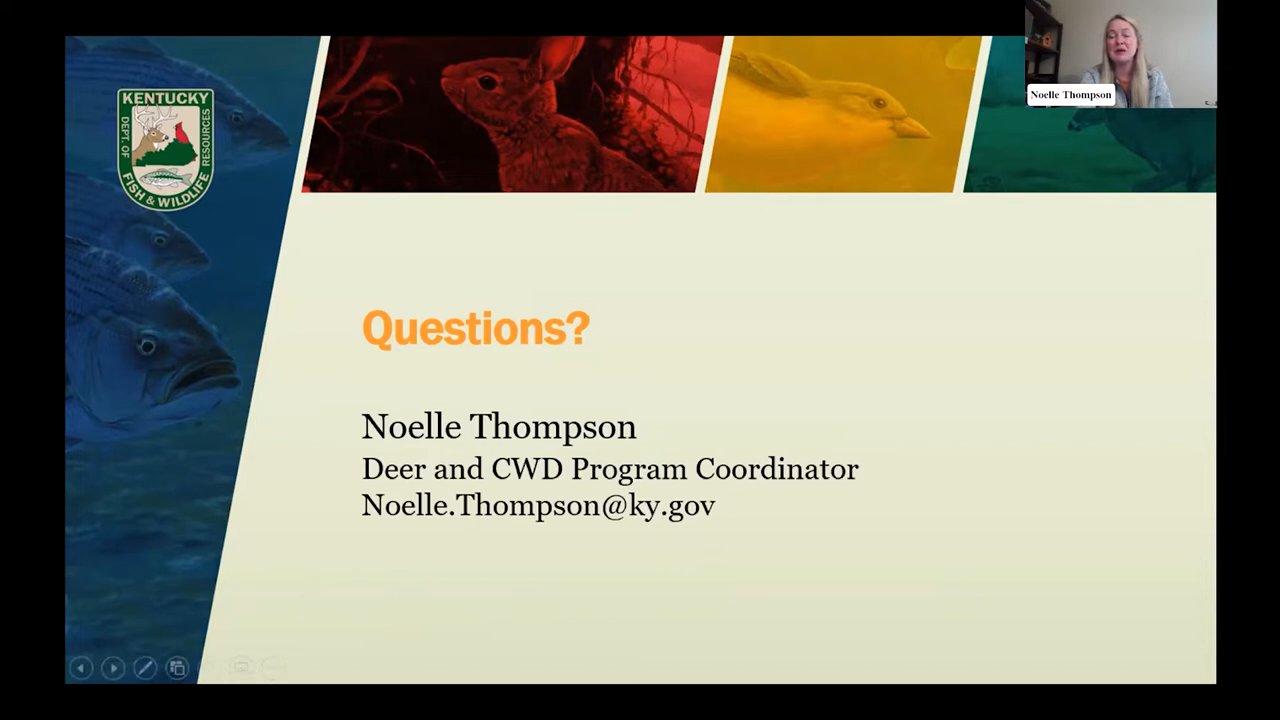 KENTUCKY
DEPT. OF
FISH & WILDLIFE
RESOURCES
Noelle Thompson
Questions?
Noelle Thompson
Deer and CWD Program Coordinator
Noelle.Thompson@ky.gov